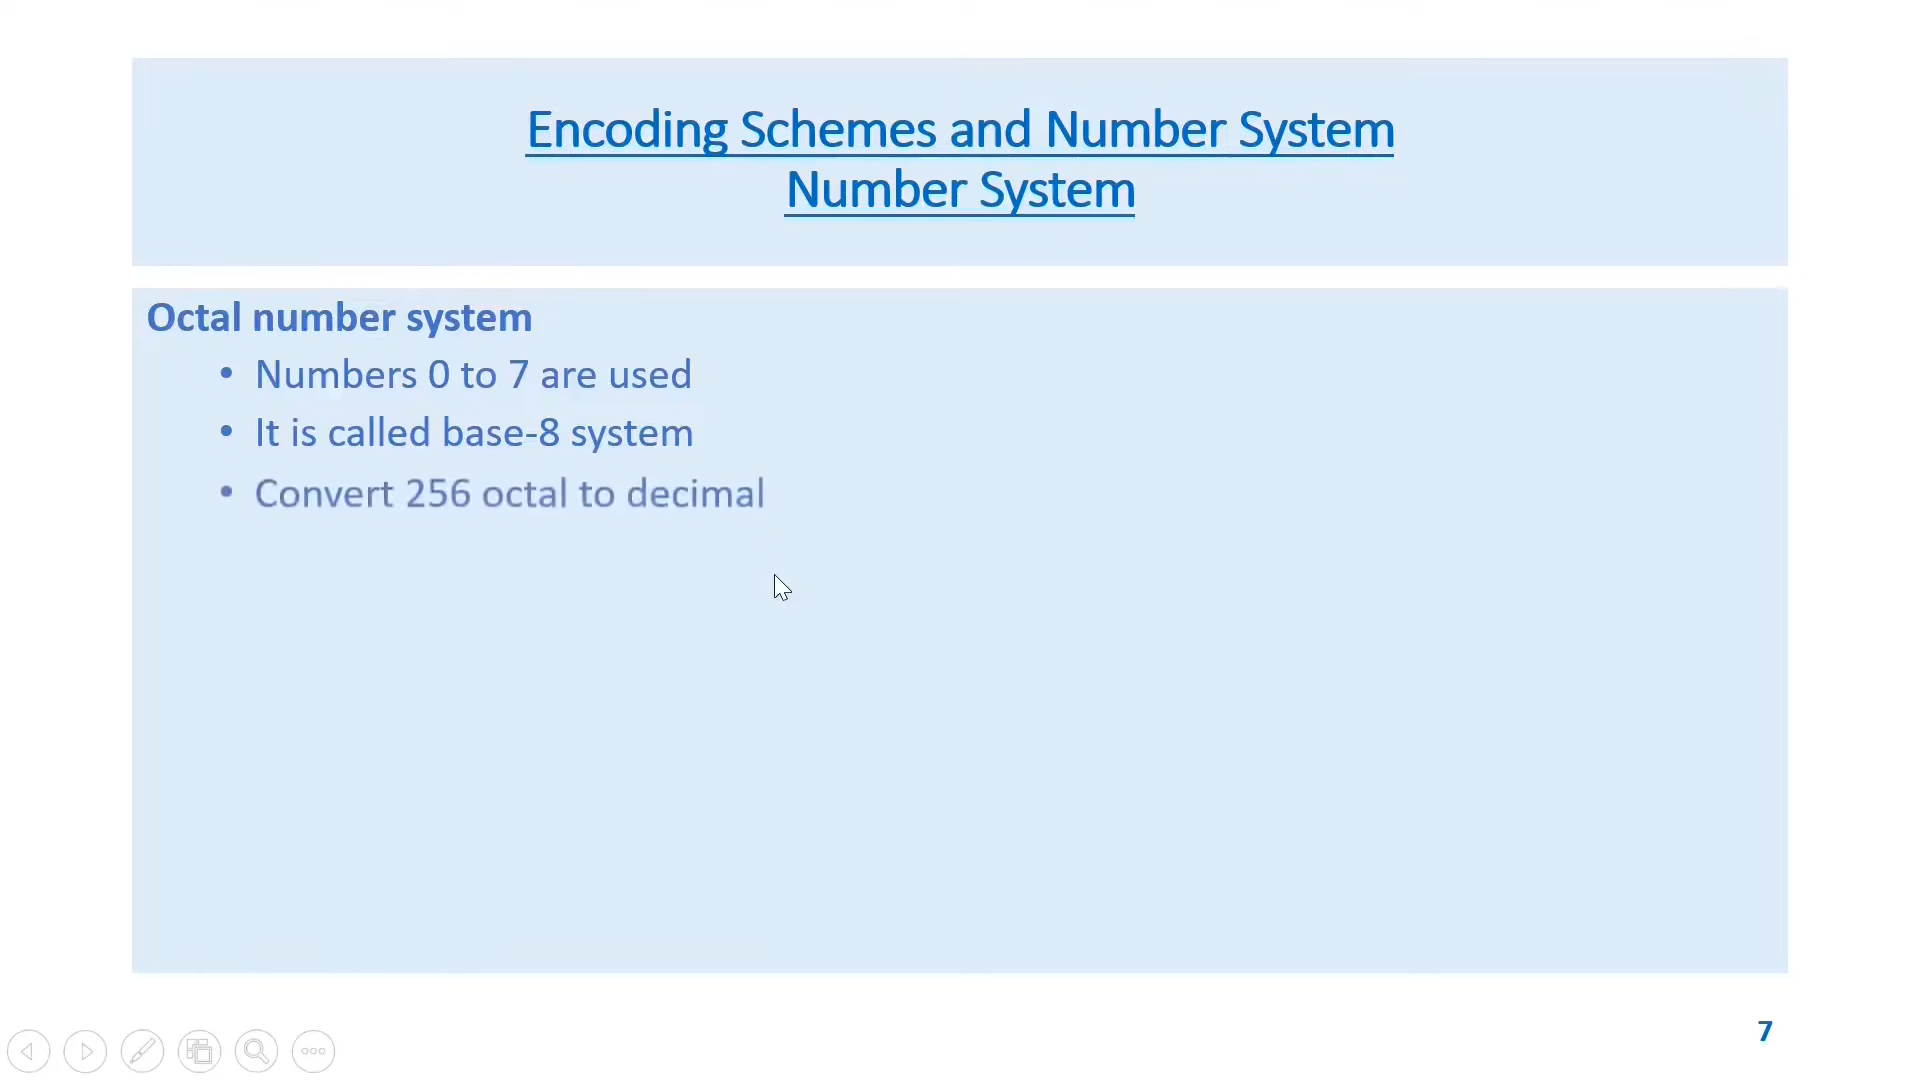 Encoding Schemes and Number System
Number System
Octal number system
• Numbers 0 to 7 are used
• It is called base-8 system
• Convert 256 octal to decimal
7